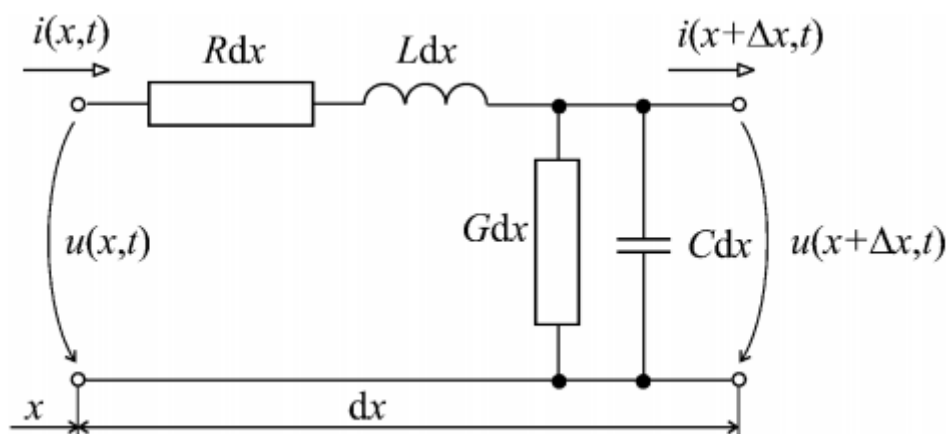 i(x,t)
Rdx
Ldx
i(x+Δx,t)
u(x,t)
Gdx
Cdx
u(x+Δx,t)
x
dx